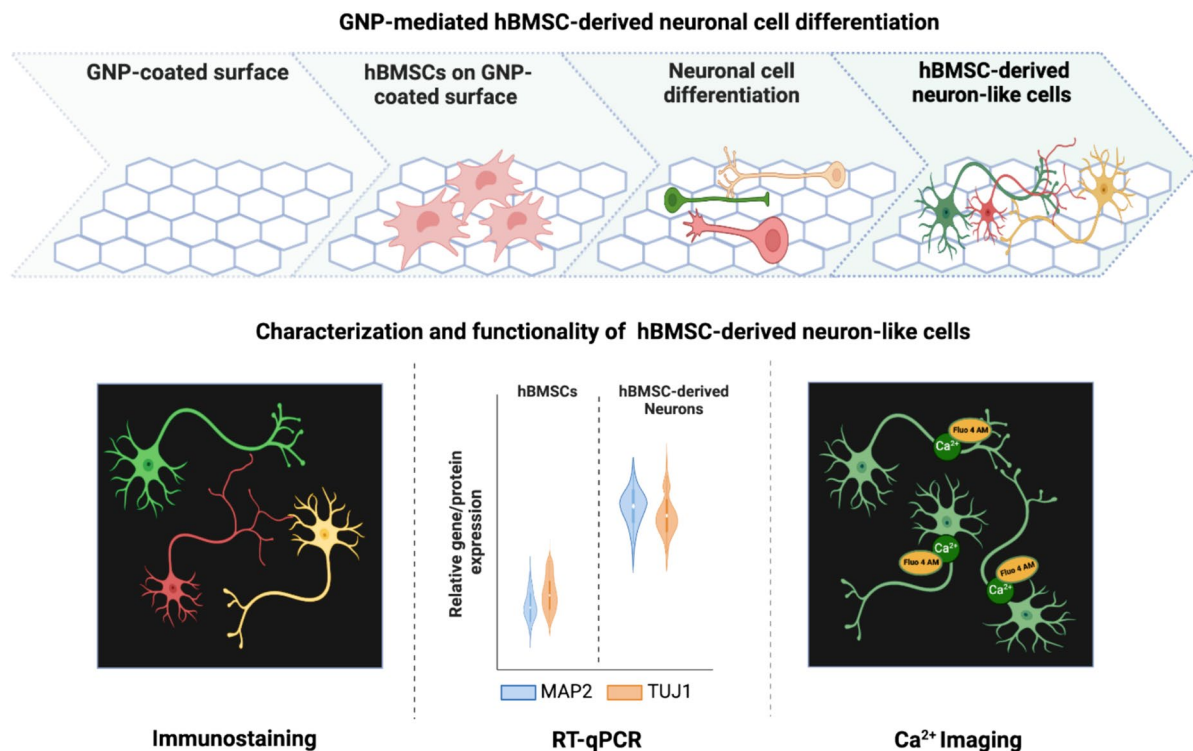 GNP-mediated hBMSC-derived neuronal cell differentiation
GNP-coated surface
hBMSCs on GNP-
coated surface
Neuronal cell
differentiation
hBMSC-derived
neuron-like cells
Characterization and functionality of hBMSC-derived neuron-like cells
Relative gene/protein
expression
hBMSCs
hBMSC-derived
Neurons
MAP2
TUJ1
Fluo 4 AM
Ca²⁺
Ca²⁺
Fluo 4 AM
Fluo 4 AM
Ca²⁺
Immunostaining
RT-qPCR
Ca²⁺ Imaging